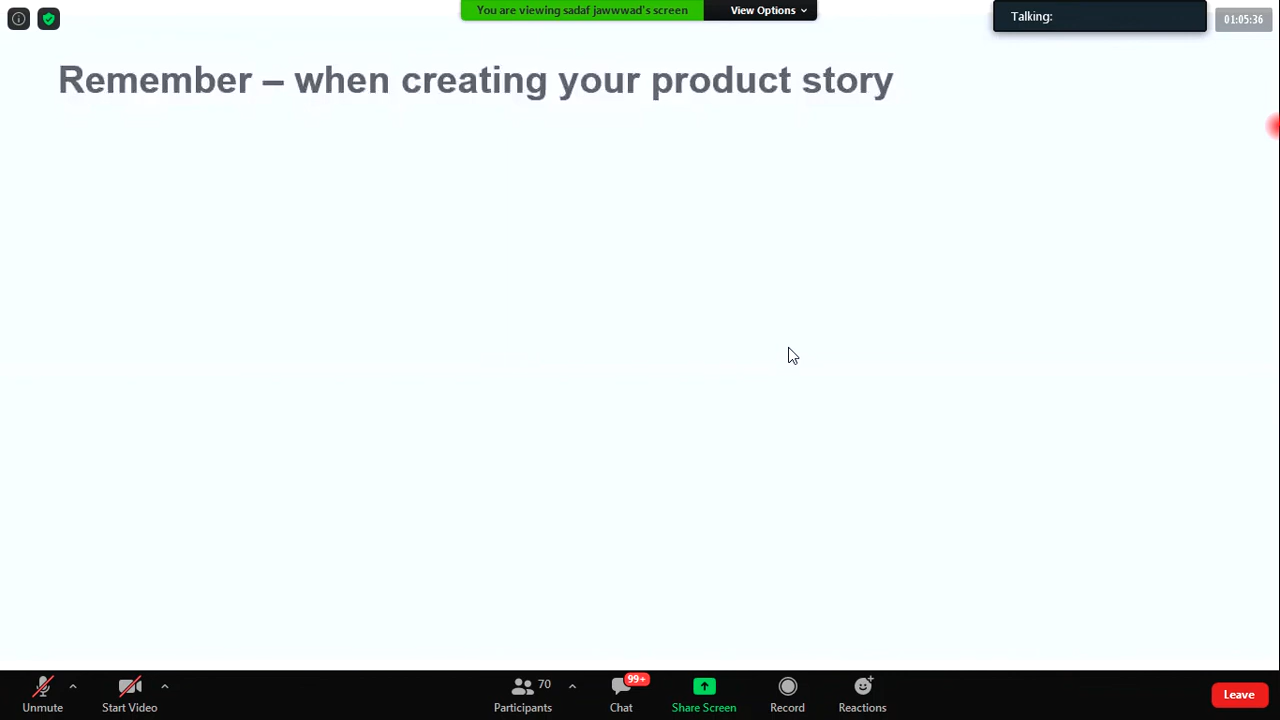 You are viewing sadaf jawwwad's screen
View Options
Talking:
01:05:36
Remember – when creating your product story
Unmute
Start Video
70
Participants
99+
Chat
Share Screen
Record
Reactions
Leave